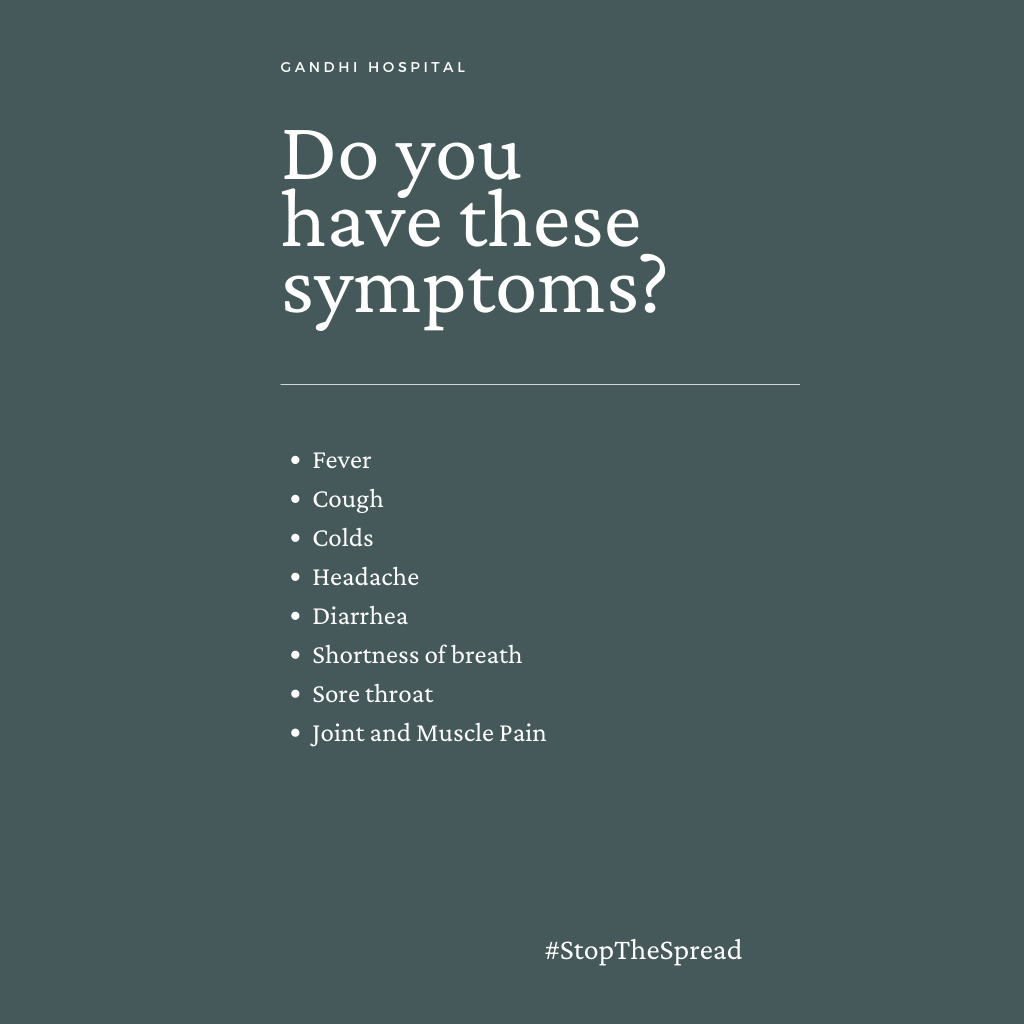 GANDHI HOSPITAL
Do you
have these
symptoms?
• Fever
• Cough
• Colds
• Headache
• Diarrhea
• Shortness of breath
• Sore throat
• Joint and Muscle Pain
#StopTheSpread